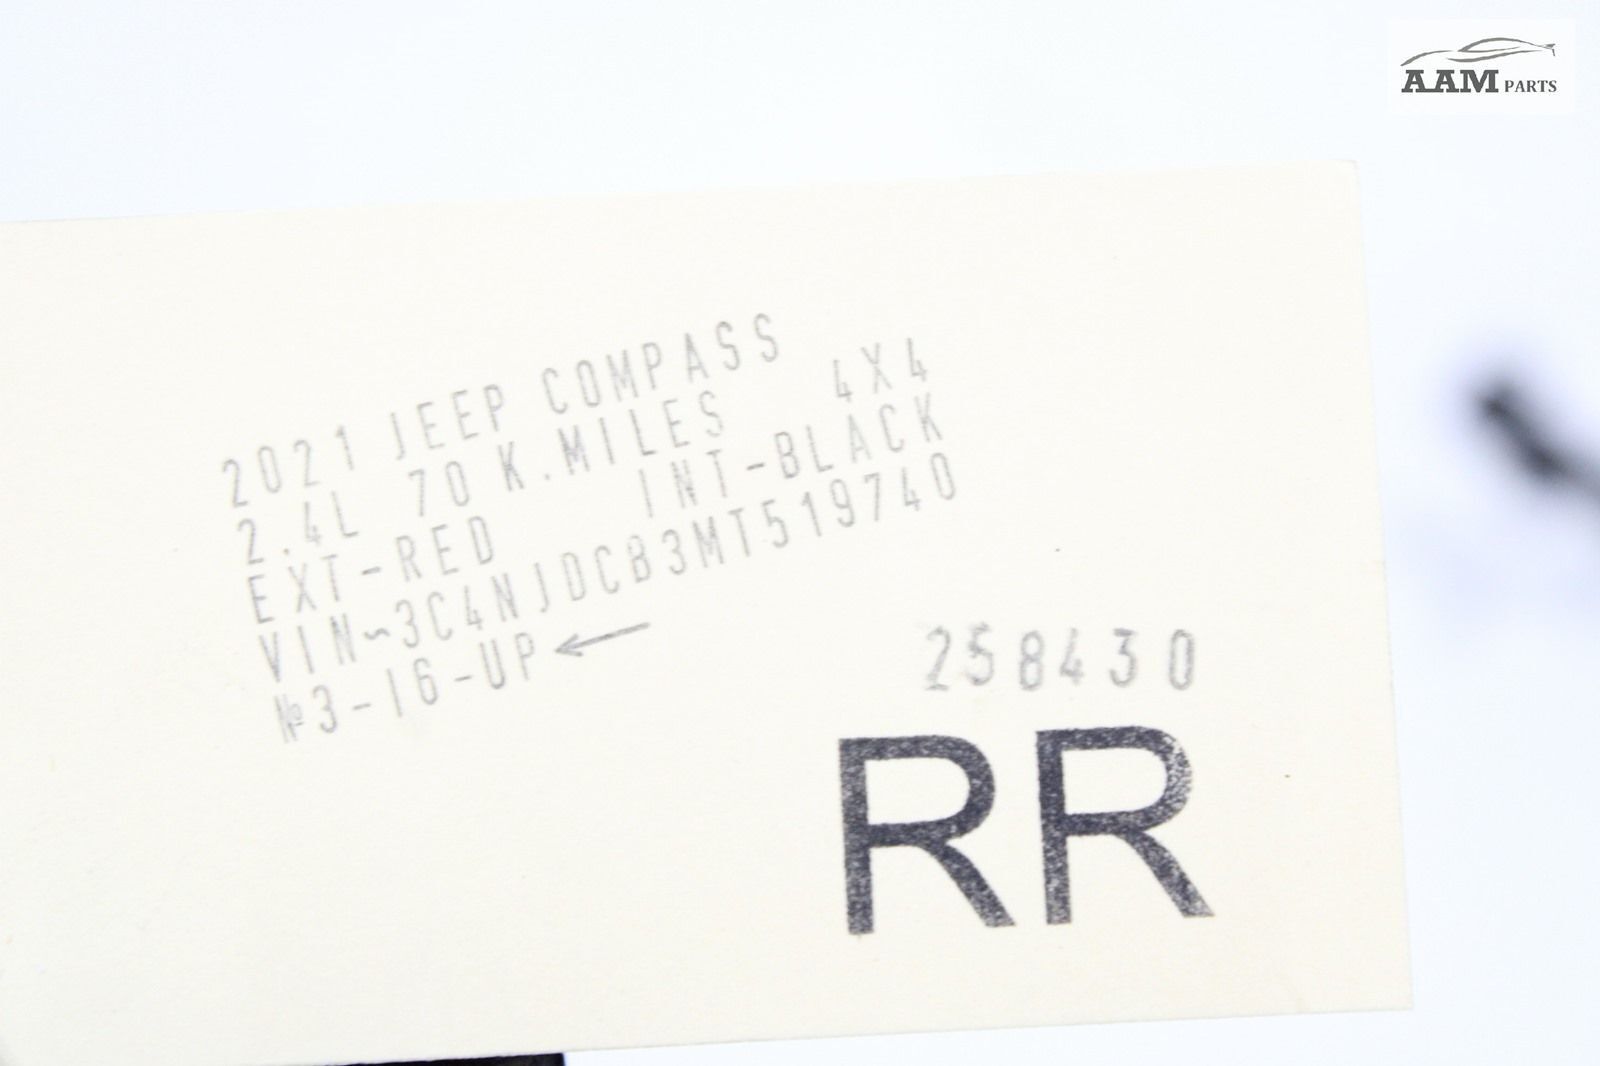 AAM PARTS
2021 JEEP COMPASS
2.4L 70 K.MILES 4X4
EXT-RED INT-BLACK
VIN~3C4NJDCB3MT519740
№3-16-UP ←
258430
RR